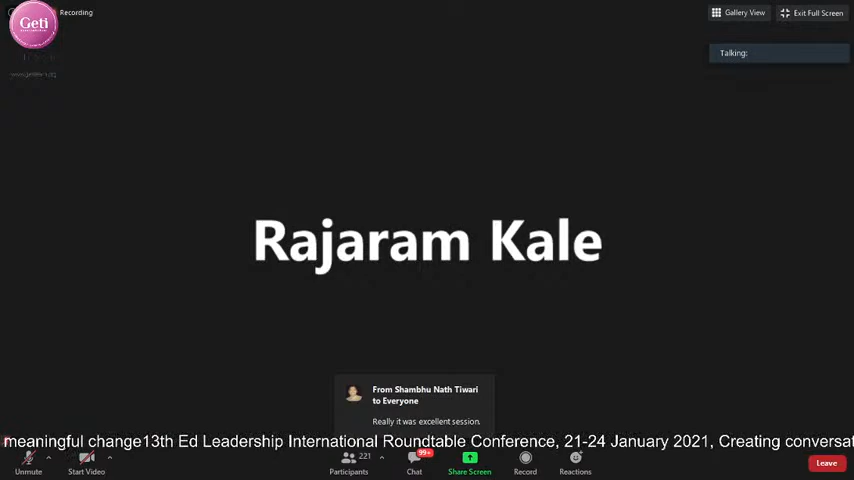 Geti
Recording
Gallery View
Exit Full Screen
Talking:
Rajaram Kale
From Shambhu Nath Tiwari
to Everyone
Really it was excellent session.
meaningful change13th Ed Leadership International Roundtable Conference, 21-24 January 2021, Creating conversat
Unmute
Start Video
221
Participants
99+
Chat
Share Screen
Record
Reactions
Leave